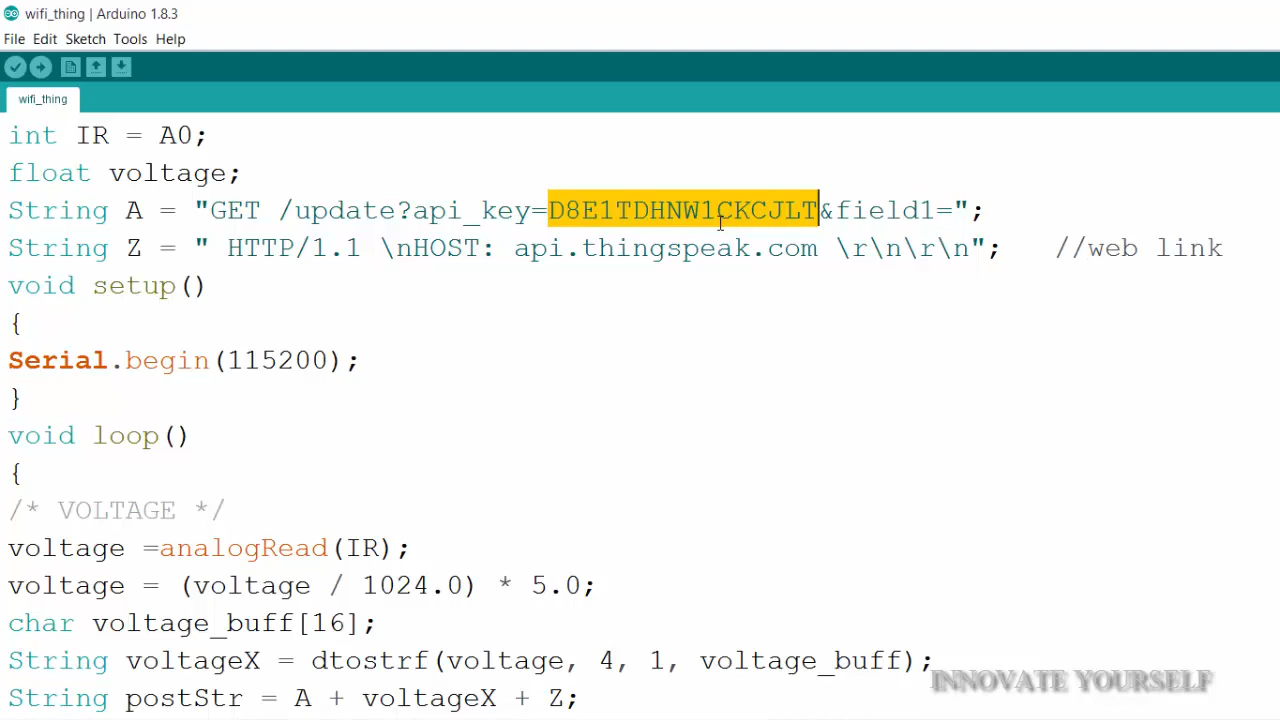 wifi_thing | Arduino 1.8.3
File Edit Sketch Tools Help
wifi_thing
int IR = A0;
float voltage;
String A = "GET /update?api_key=D8E1TDHNW1CKCJLT&field1=";
String Z = " HTTP/1.1 \nHOST: api.thingspeak.com \r\n\r\n"; //web link
void setup()
{
Serial.begin(115200);
}
void loop()
{
/* VOLTAGE */
voltage =analogRead(IR);
voltage = (voltage / 1024.0) * 5.0;
char voltage_buff[16];
String voltageX = dtostrf(voltage, 4, 1, voltage_buff);
String postStr = A + voltageX + Z;
INNOVATE YOURSELF